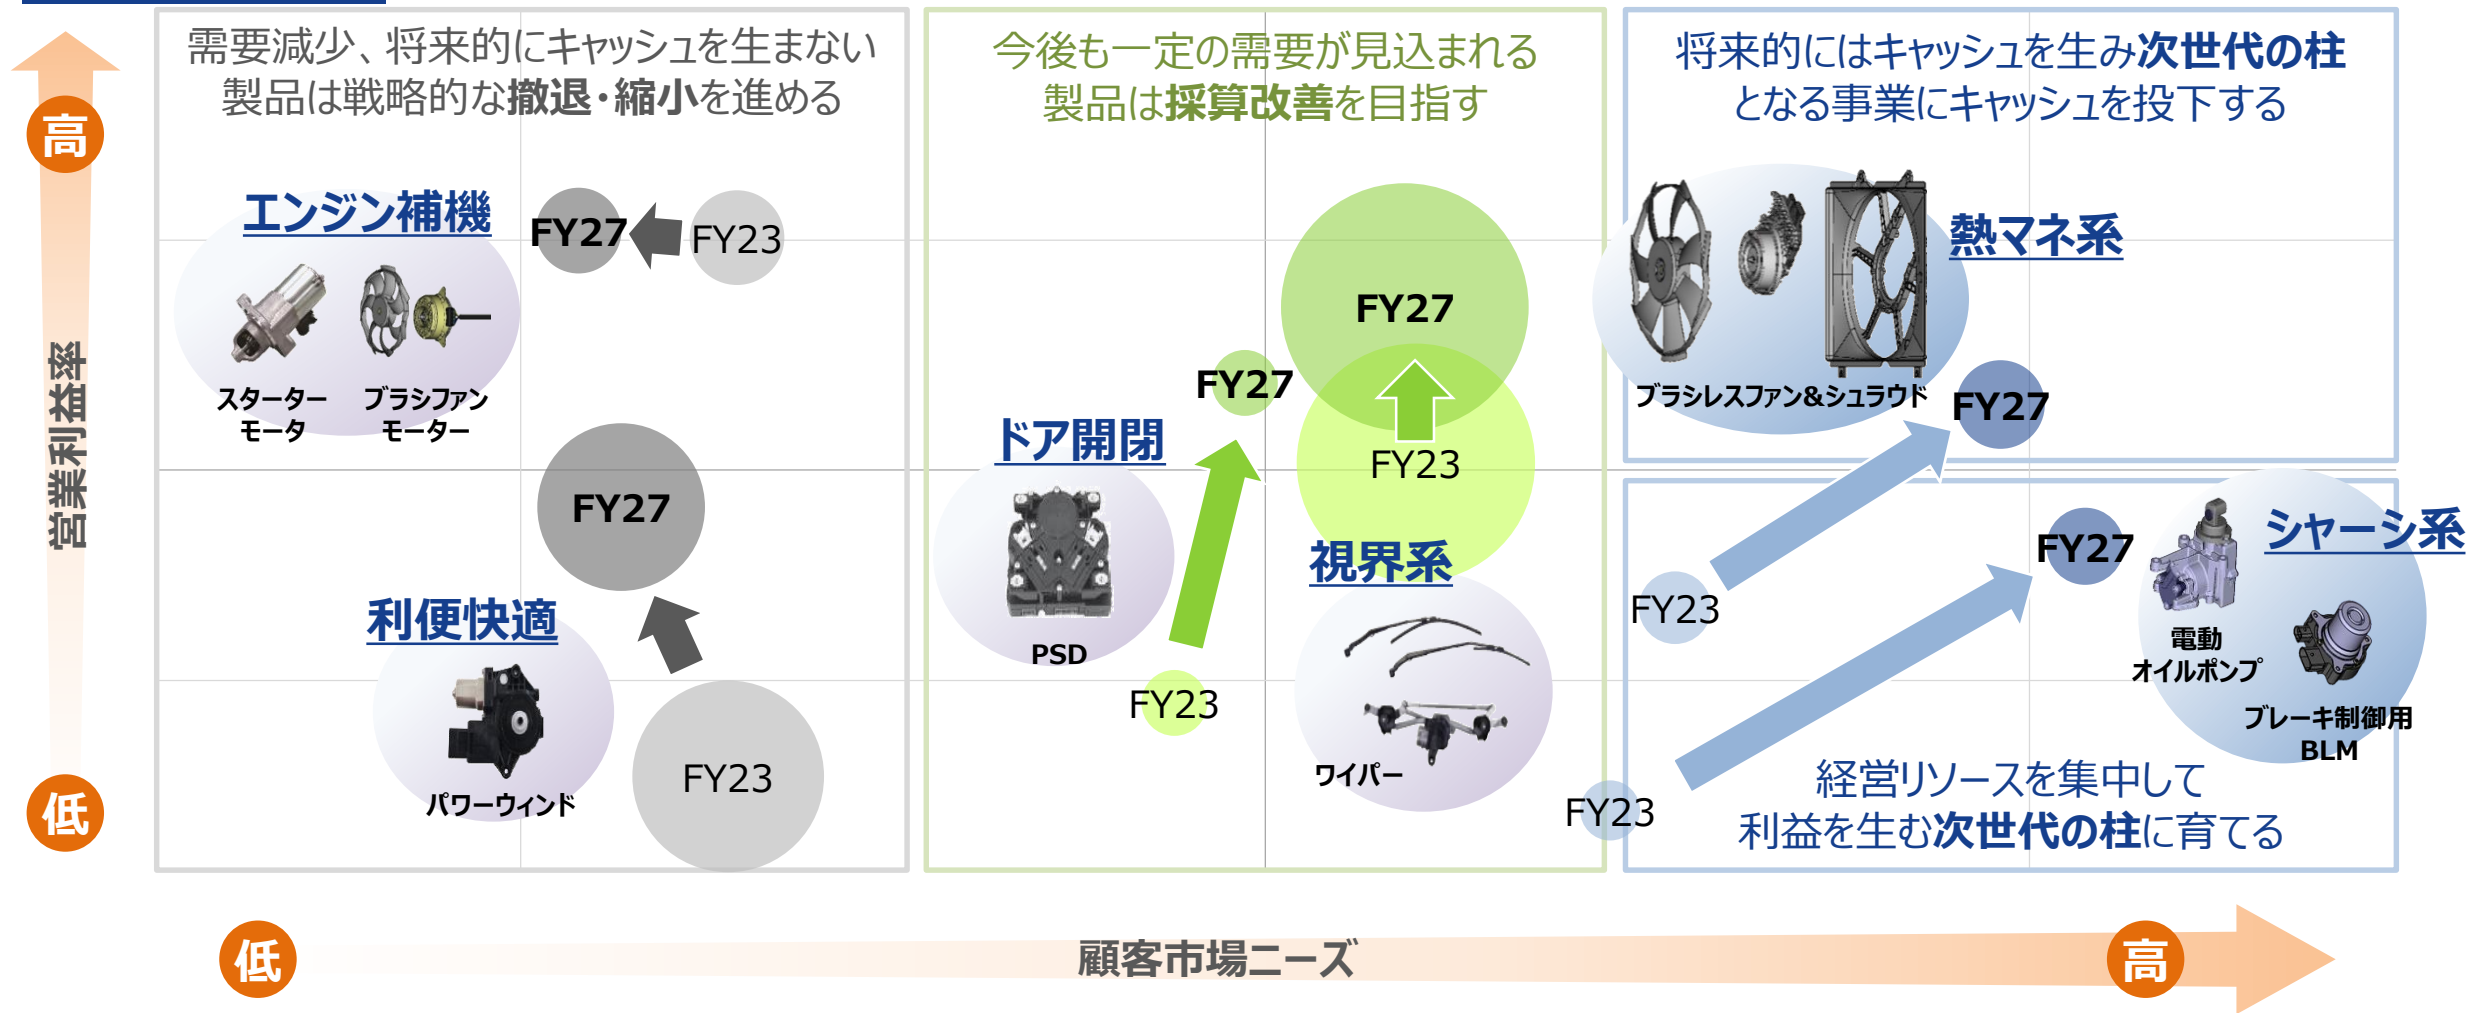 需要減少、将来的にキャッシュを生まない
製品は戦略的な撤退・縮小を進める
今後も一定の需要が見込まれる
製品は採算改善を目指す
将来的にはキャッシュを生み次世代の柱
となる事業にキャッシュを投下する
高
営業利益率
低
エンジン補機
FY27
FY23
スターター
モータ
ブラシファン
モーター
FY27
利便快適
FY23
パワーウィンド
FY27
FY27
ドア開閉
FY23
PSD
FY23
視界系
ワイパー
熱マネ系
ブラシレスファン&シュラウド
FY27
FY23
FY27
シャーシ系
電動
オイルポンプ
ブレーキ制御用
BLM
FY23
経営リソースを集中して
利益を生む次世代の柱に育てる
低
顧客市場ニーズ
高